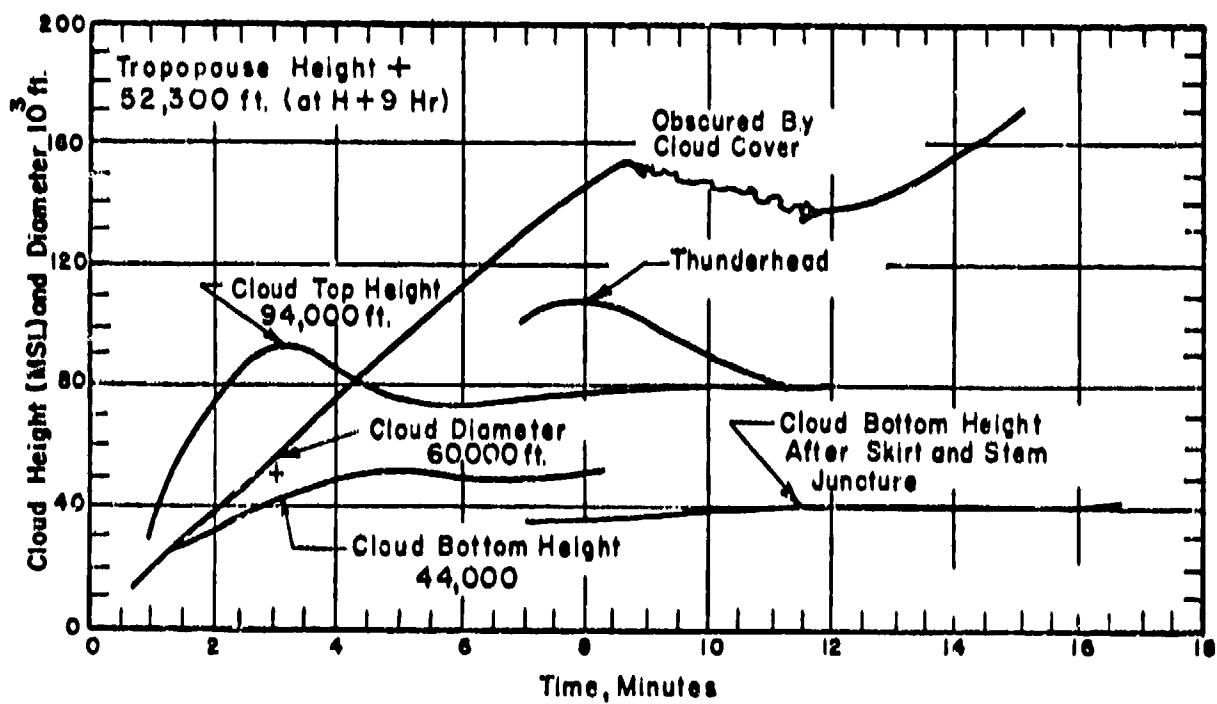 200
160
120
80
40
0
Cloud Height (MSL) and Diameter 10³ ft.
Tropopause Height +
52,300 ft. (at H+9 Hr)
Obscured By
Cloud Cover
Thunderhead
Cloud Top Height
94,000 ft.
Cloud Diameter
60,000 ft.
Cloud Bottom Height
After Skirt and Stem
Juncture
Cloud Bottom Height
44,000
0 2 4 6 8 10 12 14 16 18
Time, Minutes